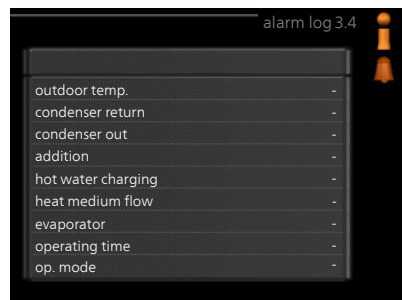 alarm log 3.4
outdoor temp. -
condenser return -
condenser out -
addition -
hot water charging -
heat medium flow -
evaporator -
operating time -
op. mode -